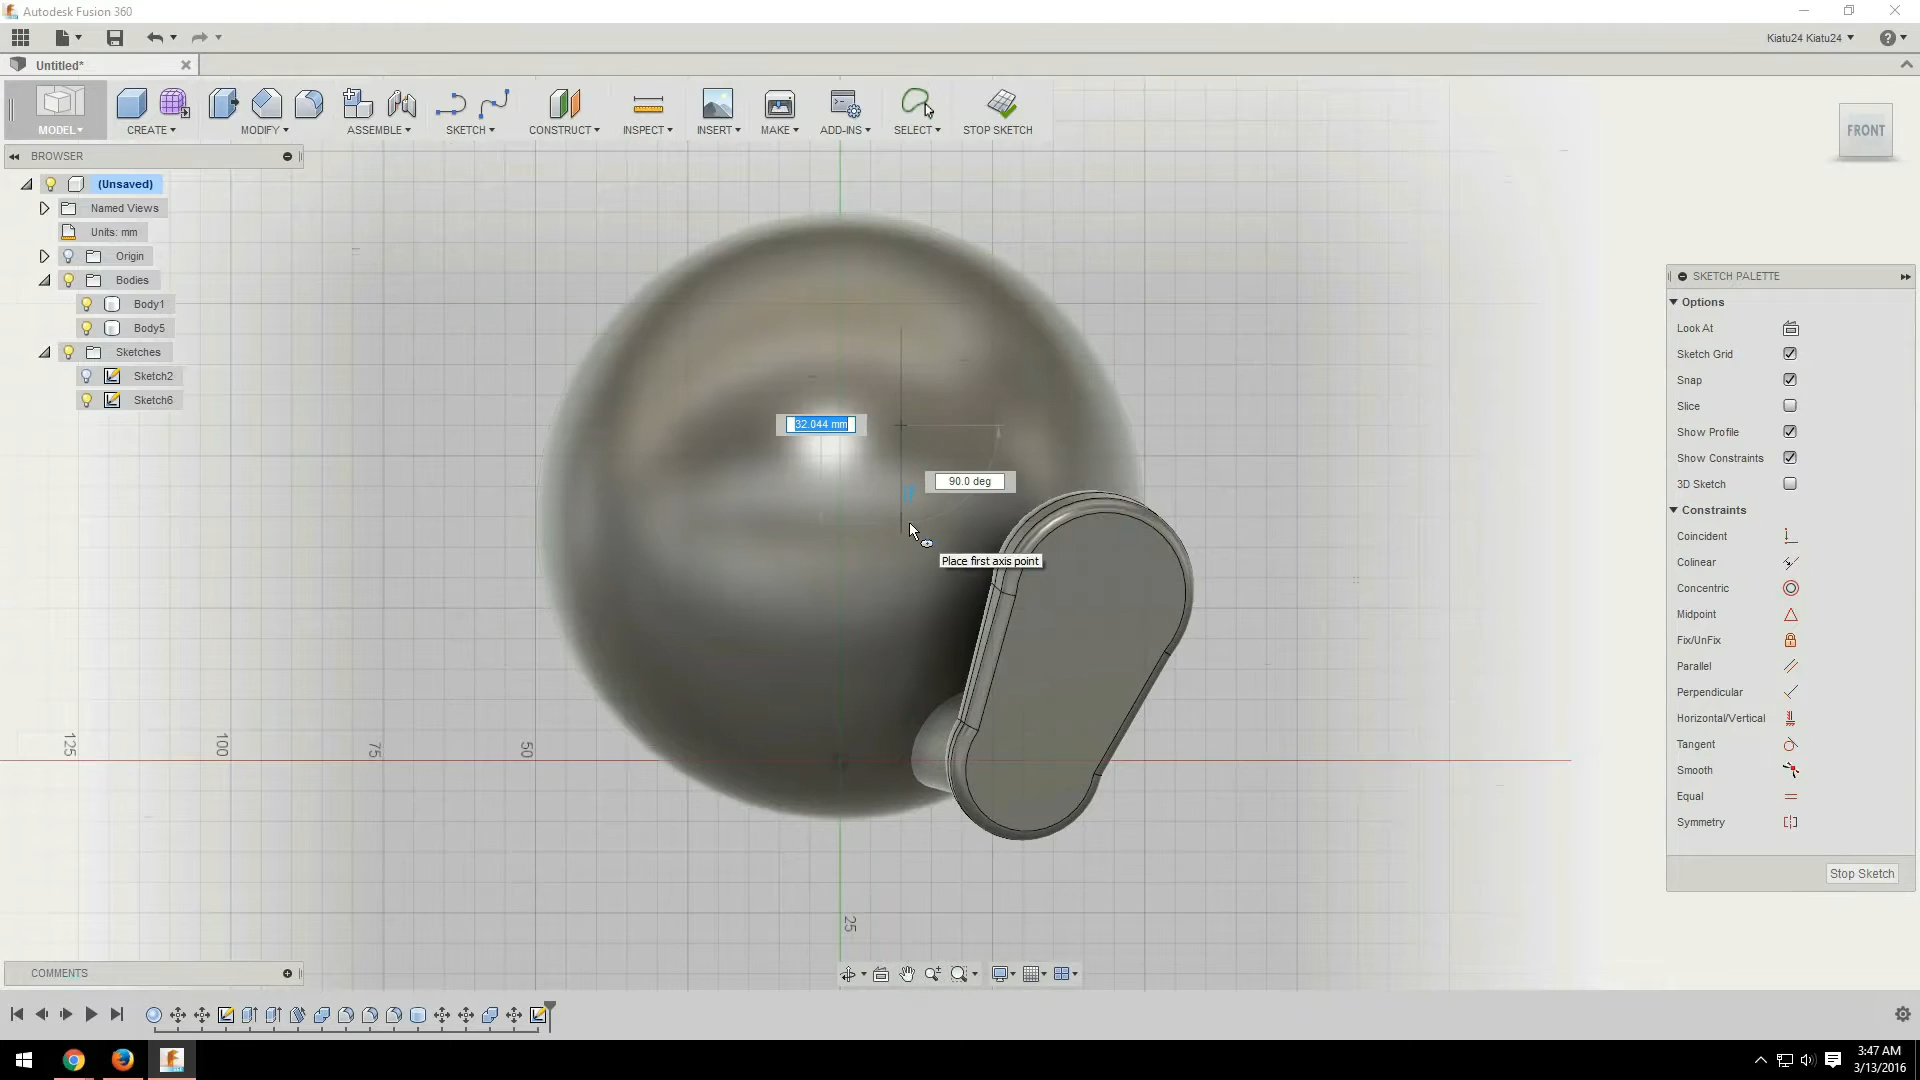 Autodesk Fusion 360
Kiatu24 Kiatu24
Untitled*
MODEL
CREATE
MODIFY
ASSEMBLE
SKETCH
CONSTRUCT
INSPECT
INSERT
MAKE
ADD-INS
SELECT
STOP SKETCH
FRONT
BROWSER
(Unsaved)
Named Views
Units: mm
Origin
Bodies
Body1
Body5
Sketches
Sketch2
Sketch6
32.044 mm
90.0 deg
Place first axis point
125
100
75
50
25
SKETCH PALETTE
Options
Look At
Sketch Grid
Snap
Slice
Show Profile
Show Constraints
3D Sketch
Constraints
Coincident
Colinear
Concentric
Midpoint
Fix/UnFix
Parallel
Perpendicular
Horizontal/Vertical
Tangent
Smooth
Equal
Symmetry
Stop Sketch
COMMENTS
3:47 AM
3/13/2016